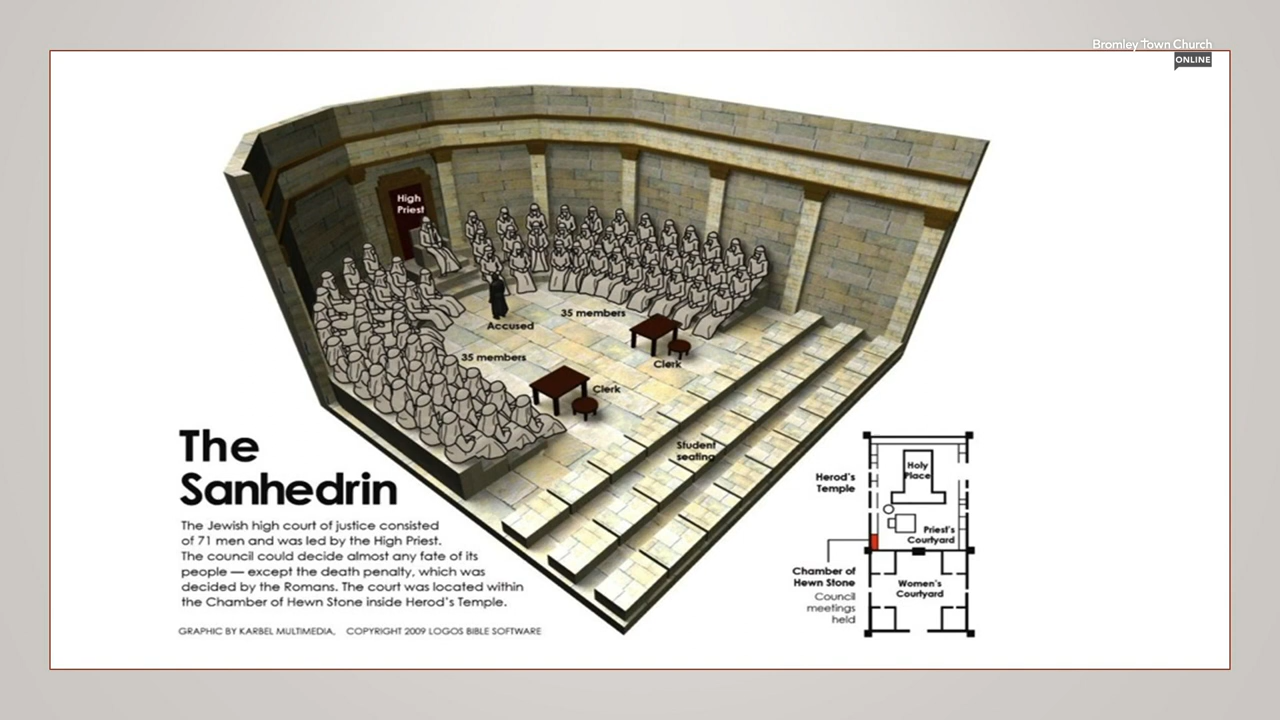 Bromley Town Church
ONLINE
High
Priest
Accused
35 members
35 members
Clerk
Clerk
Student
seating
The
Sanhedrin
The Jewish high court of justice consisted
of 71 men and was led by the High Priest.
The council could decide almost any fate of its
people — except the death penalty, which was
decided by the Romans. The court was located within
the Chamber of Hewn Stone inside Herod's Temple.
GRAPHIC BY KARBEL MULTIMEDIA, COPYRIGHT 2009 LOGOS BIBLE SOFTWARE
Herod's
Temple
Holy
Place
Priest's
Courtyard
Chamber of
Hewn Stone
Council
meetings
held
Women's
Courtyard